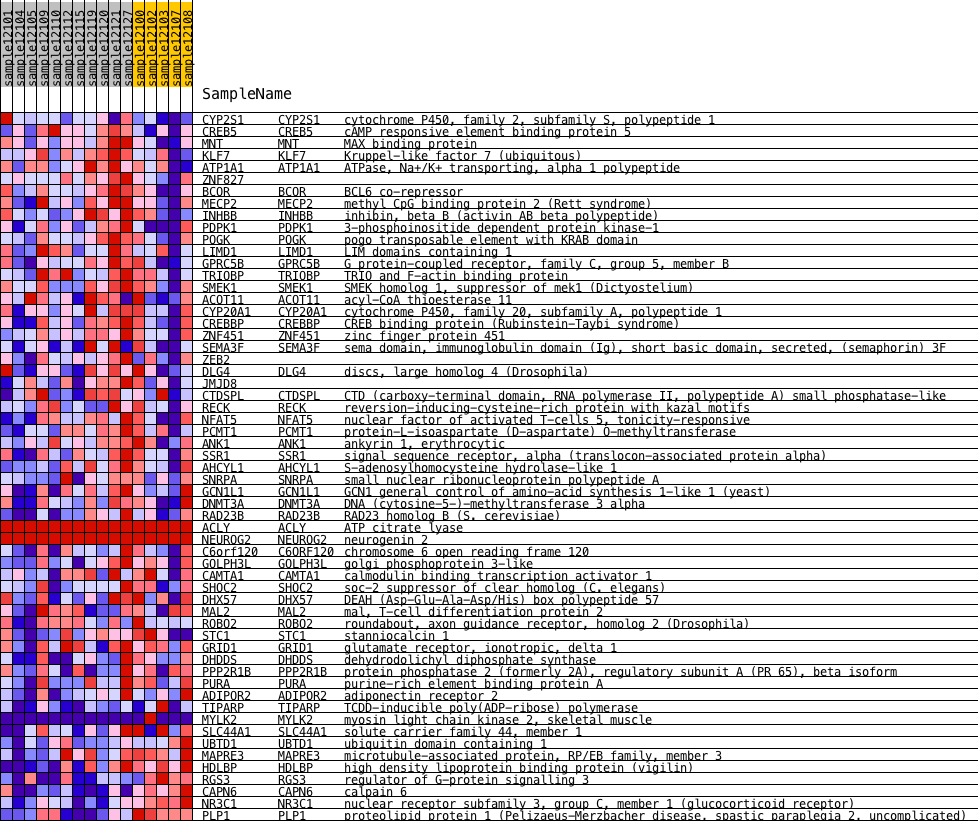 sample12101 sample12104 sample12105 sample12109 sample12110 sample12112 sample12115 sample12119 sample12120 sample12121 sample12127 sample12100 sample12102 sample12103 sample12107 sample12108
SampleName
CYP2S1 CYP2S1 cytochrome P450, family 2, subfamily S, polypeptide 1
CREB5 CREB5 cAMP responsive element binding protein 5
MNT MNT MAX binding protein
KLF7 KLF7 Kruppel-like factor 7 (ubiquitous)
ATP1A1 ATP1A1 ATPase, Na+/K+ transporting, alpha 1 polypeptide
ZNF827
BCOR BCOR BCL6 co-repressor
MECP2 MECP2 methyl CpG binding protein 2 (Rett syndrome)
INHBB INHBB inhibin, beta B (activin AB beta polypeptide)
PDPK1 PDPK1 3-phosphoinositide dependent protein kinase-1
POGK POGK pogo transposable element with KRAB domain
LIMD1 LIMD1 LIM domains containing 1
GPRC5B GPRC5B G protein-coupled receptor, family C, group 5, member B
TRIOBP TRIOBP TRIO and F-actin binding protein
SMEK1 SMEK1 SMEK homolog 1, suppressor of mek1 (Dictyostelium)
ACOT11 ACOT11 acyl-CoA thioesterase 11
CYP20A1 CYP20A1 cytochrome P450, family 20, subfamily A, polypeptide 1
CREBBP CREBBP CREB binding protein (Rubinstein-Taybi syndrome)
ZNF451 ZNF451 zinc finger protein 451
SEMA3F SEMA3F sema domain, immunoglobulin domain (Ig), short basic domain, secreted, (semaphorin) 3F
ZEB2
DLG4 DLG4 discs, large homolog 4 (Drosophila)
JMJD8
CTDSPL CTDSPL CTD (carboxy-terminal domain, RNA polymerase II, polypeptide A) small phosphatase-like
RECK RECK reversion-inducing-cysteine-rich protein with kazal motifs
NFAT5 NFAT5 nuclear factor of activated T-cells 5, tonicity-responsive
PCMT1 PCMT1 protein-L-isoaspartate (D-aspartate) O-methyltransferase
ANK1 ANK1 ankyrin 1, erythrocytic
SSR1 SSR1 signal sequence receptor, alpha (translocon-associated protein alpha)
AHCYL1 AHCYL1 S-adenosylhomocysteine hydrolase-like 1
SNRPA SNRPA small nuclear ribonucleoprotein polypeptide A
GCN1L1 GCN1L1 GCN1 general control of amino-acid synthesis 1-like 1 (yeast)
DNMT3A DNMT3A DNA (cytosine-5-)-methyltransferase 3 alpha
RAD23B RAD23B RAD23 homolog B (S. cerevisiae)
ACLY ACLY ATP citrate lyase
NEUROG2 NEUROG2 neurogenin 2
C6orf120 C6ORF120 chromosome 6 open reading frame 120
GOLPH3L GOLPH3L golgi phosphoprotein 3-like
CAMTA1 CAMTA1 calmodulin binding transcription activator 1
SHOC2 SHOC2 soc-2 suppressor of clear homolog (C. elegans)
DHX57 DHX57 DEAH (Asp-Glu-Ala-Asp/His) box polypeptide 57
MAL2 MAL2 mal, T-cell differentiation protein 2
ROBO2 ROBO2 roundabout, axon guidance receptor, homolog 2 (Drosophila)
STC1 STC1 stanniocalcin 1
GRID1 GRID1 glutamate receptor, ionotropic, delta 1
DHDDS DHDDS dehydrodolichyl diphosphate synthase
PPP2R1B PPP2R1B protein phosphatase 2 (formerly 2A), regulatory subunit A (PR 65), beta isoform
PURA PURA purine-rich element binding protein A
ADIPOR2 ADIPOR2 adiponectin receptor 2
TIPARP TIPARP TCDD-inducible poly(ADP-ribose) polymerase
MYLK2 MYLK2 myosin light chain kinase 2, skeletal muscle
SLC44A1 SLC44A1 solute carrier family 44, member 1
UBTD1 UBTD1 ubiquitin domain containing 1
MAPRE3 MAPRE3 microtubule-associated protein, RP/EB family, member 3
HDLBP HDLBP high density lipoprotein binding protein (vigilin)
RGS3 RGS3 regulator of G-protein signalling 3
CAPN6 CAPN6 calpain 6
NR3C1 NR3C1 nuclear receptor subfamily 3, group C, member 1 (glucocorticoid receptor)
PLP1 PLP1 proteolipid protein 1 (Pelizaeus-Merzbacher disease, spastic paraplegia 2, uncomplicated)